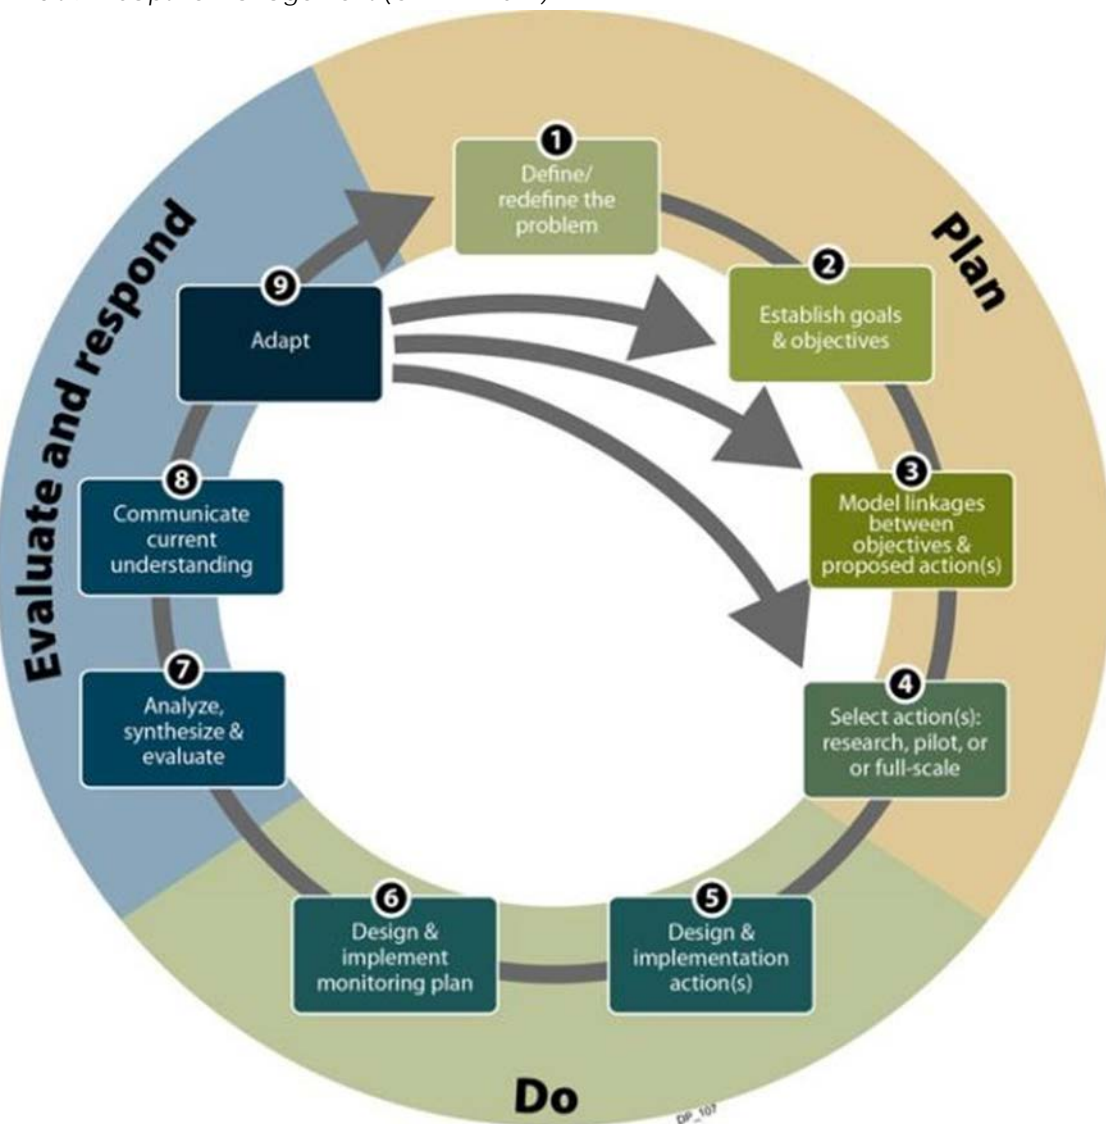 1
Define/
redefine the
problem
2
Establish goals
& objectives
3
Model linkages
between
objectives &
proposed action(s)
4
Select action(s):
research, pilot, or
or full-scale
5
Design &
implementation
action(s)
6
Design &
implement
monitoring plan
7
Analyze,
synthesize &
evaluate
8
Communicate
current
understanding
9
Adapt
Plan
Do
Evaluate and respond
DP_107